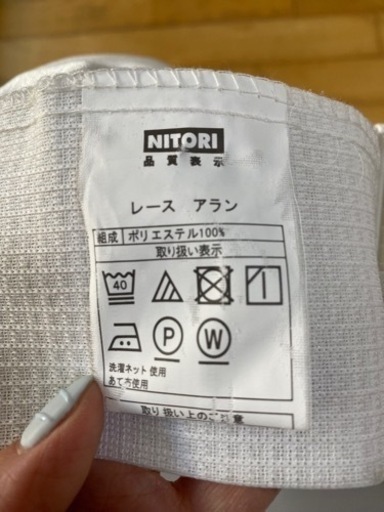 NITORI
品質表示
レース アラン
組成 ポリエステル100%
取り扱い表示
40
P W
洗濯ネット使用
あて布使用
取り扱い上のご注意